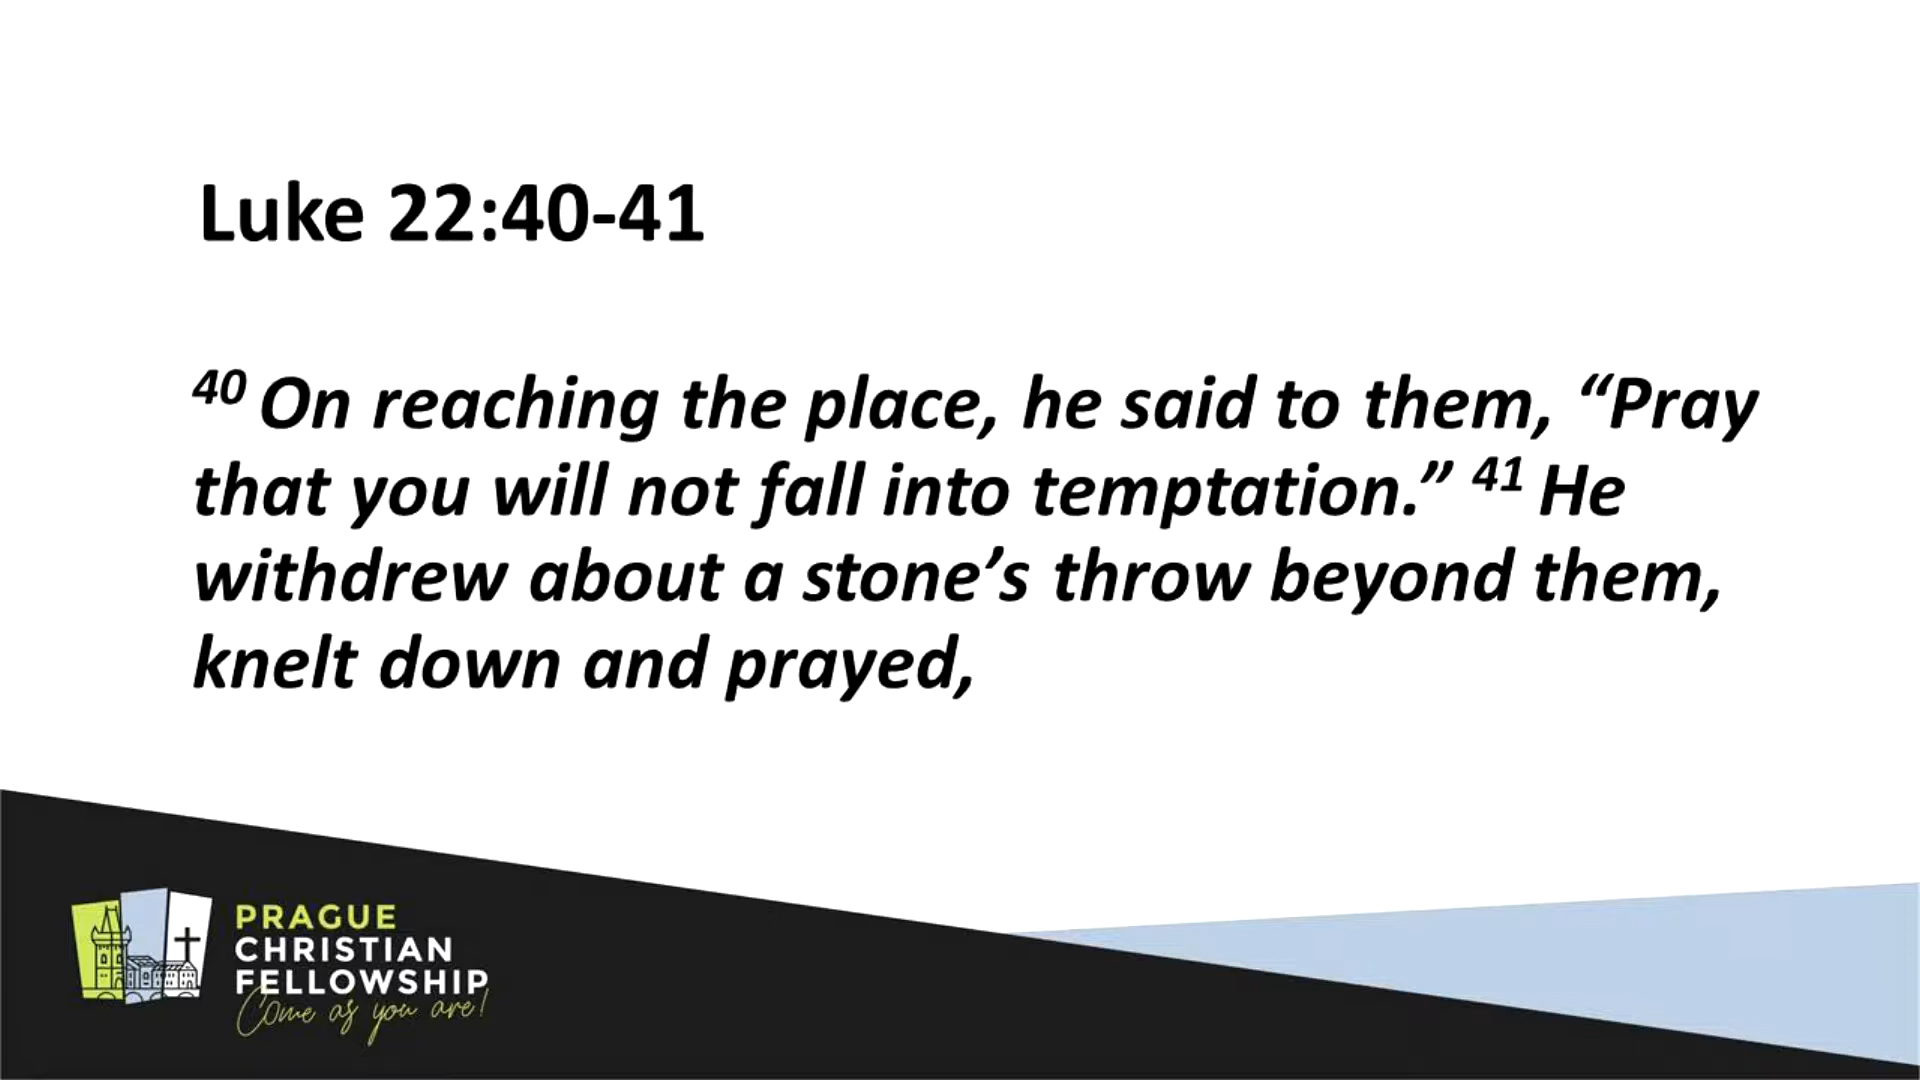 Luke 22:40-41
40 On reaching the place, he said to them, “Pray
that you will not fall into temptation.” 41 He
withdrew about a stone’s throw beyond them,
knelt down and prayed,
PRAGUE
CHRISTIAN
FELLOWSHIP
Come as you are!